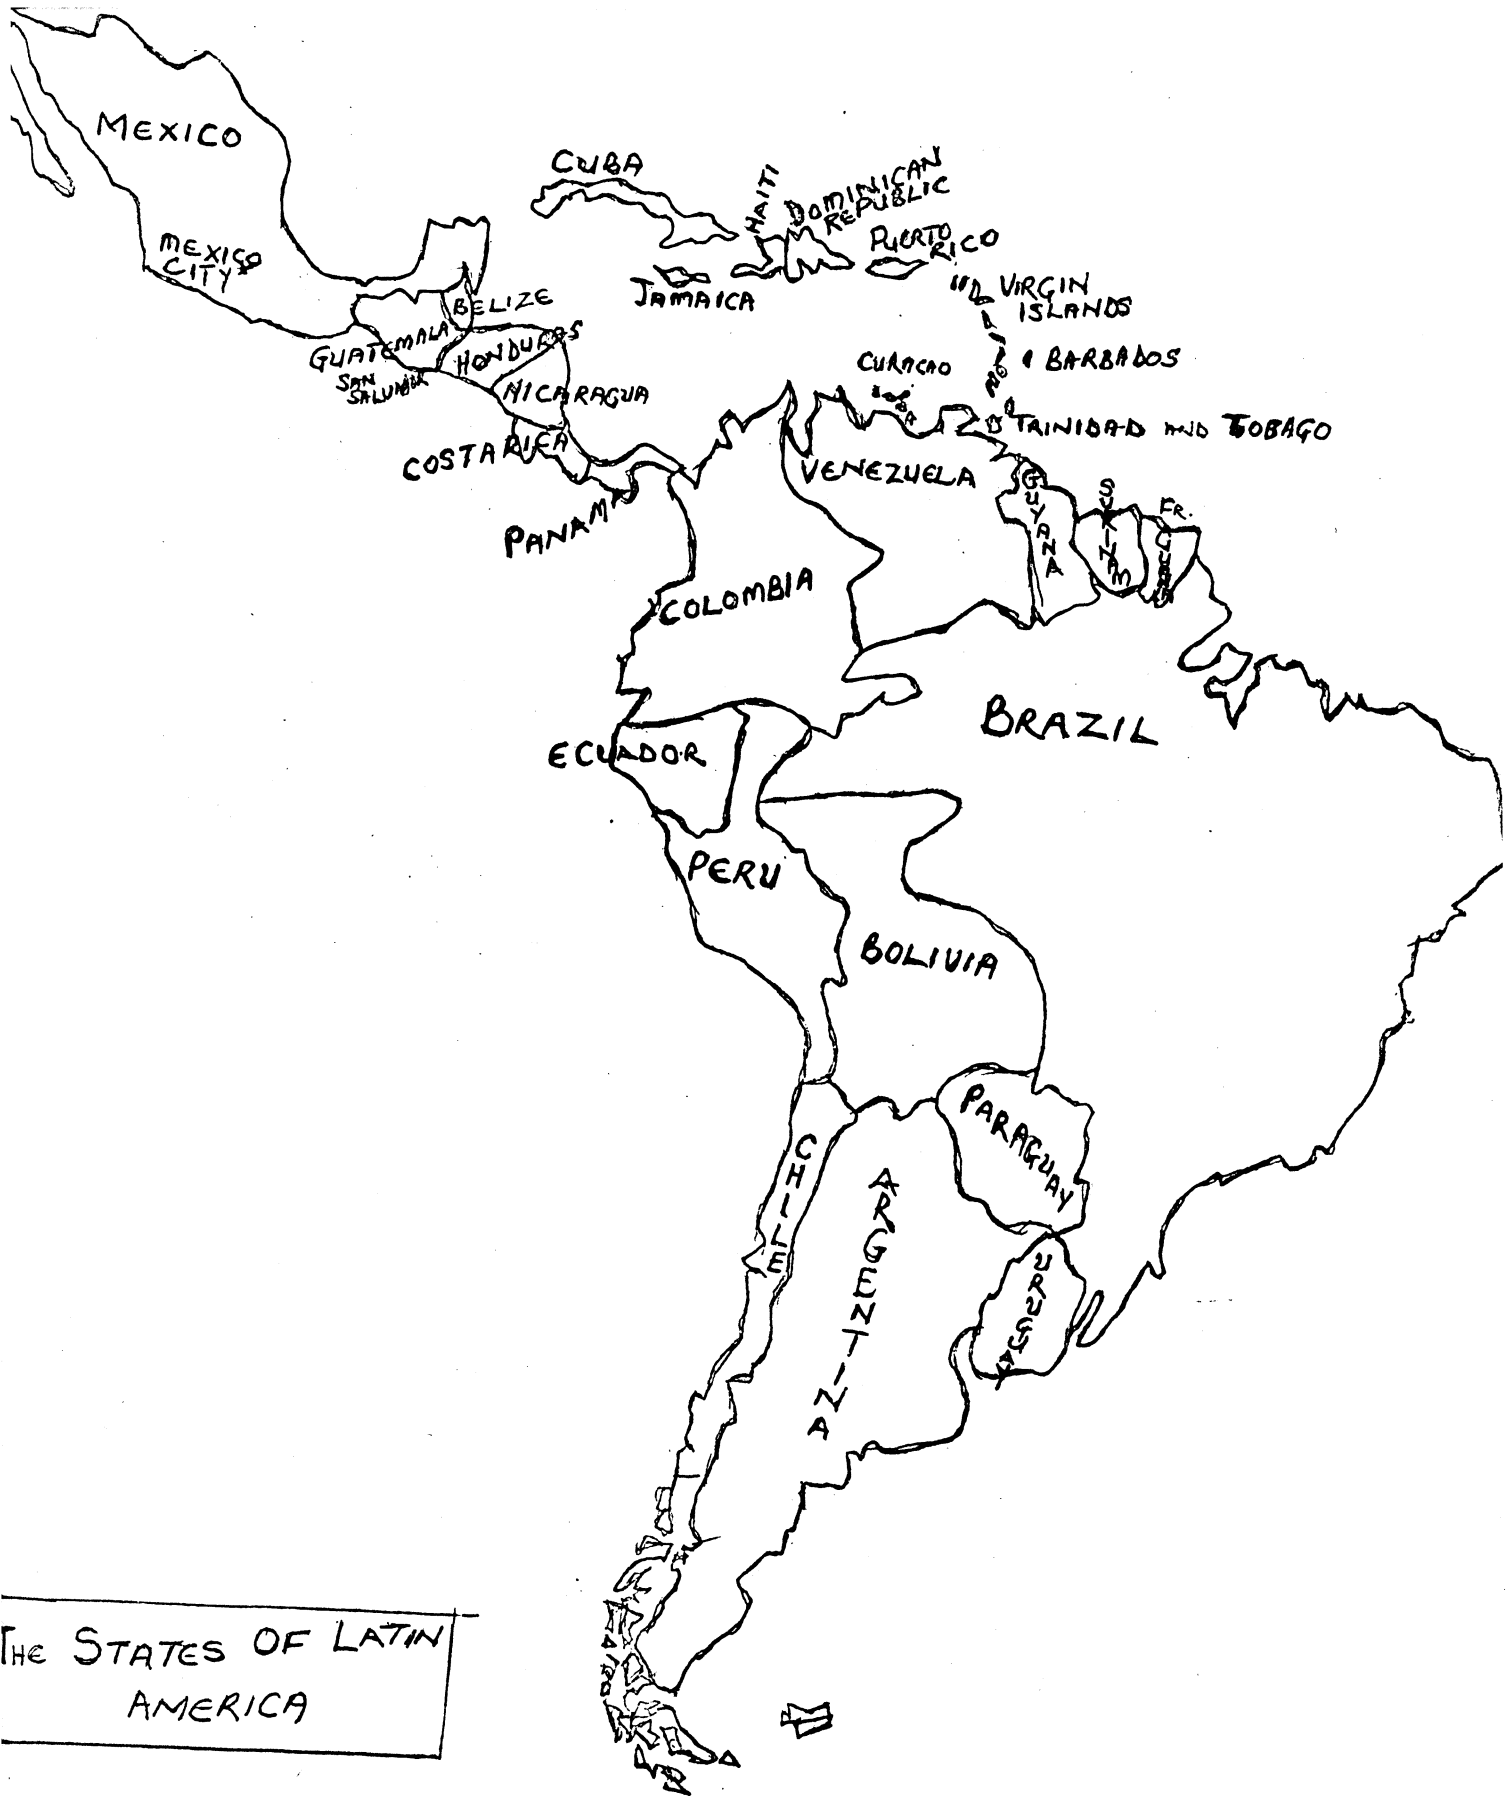 MEXICO
MEXICO
CITY
CUBA
HAITI
DOMINICAN
REPUBLIC
PUERTO
RICO
JAMAICA
VIRGIN
ISLANDS
BELIZE
GUATEMALA
HONDURAS
SAN
SALVADOR
NICARAGUA
CURACAO
BARBADOS
TRINIDAD AND TOBAGO
COSTA RICA
PANAMA
VENEZUELA
GUYANA
SURINAM
FR.
GUIANA
COLOMBIA
ECUADOR
BRAZIL
PERU
BOLIVIA
PARAGUAY
CHILE
ARGENTINA
URUGUAY
THE STATES OF LATIN
AMERICA